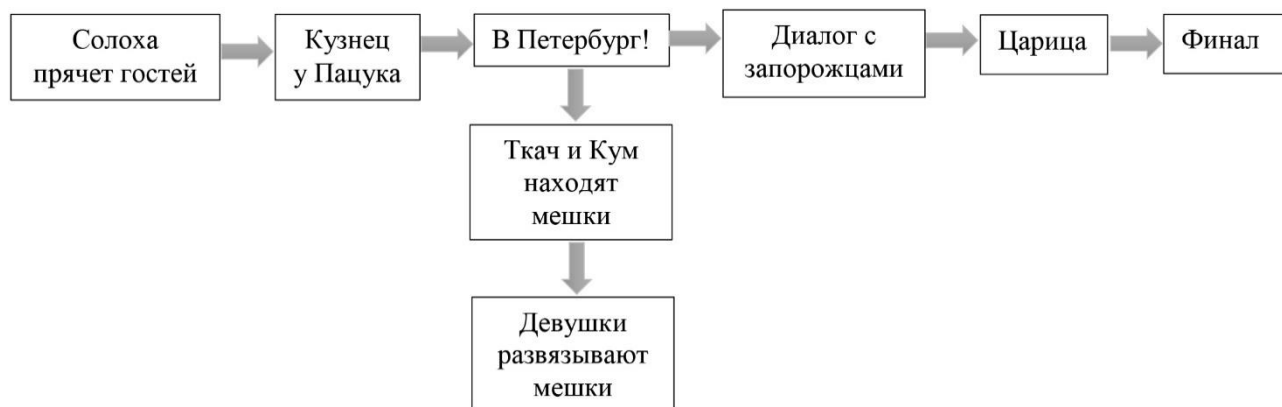 Солоха
прячет гостей
Кузнец
у Пацука
В Петербург!
Диалог с
запорожцами
Царица
Финал
Ткач и Кум
находят
мешки
Девушки
развязывают
мешки